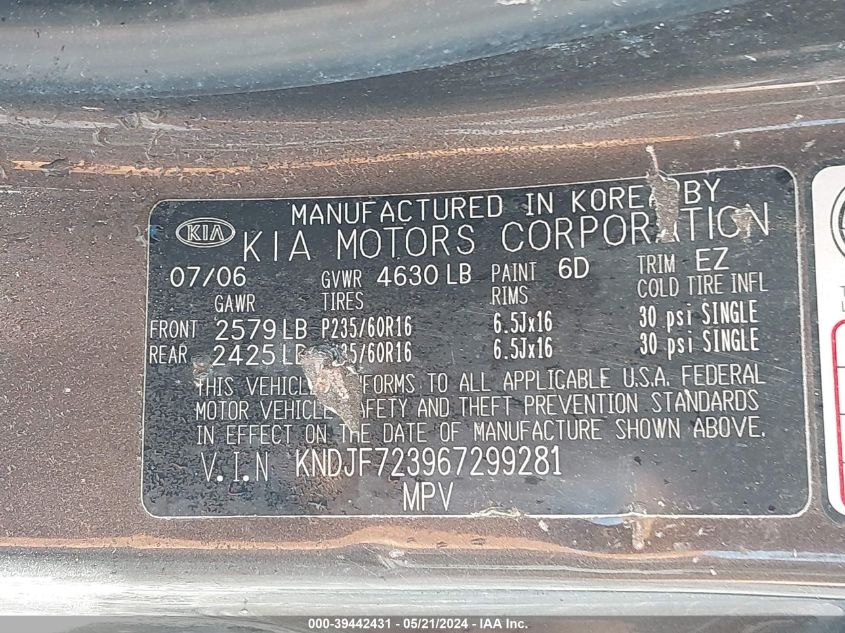 MANUFACTURED IN KOREA BY
KIA KIA MOTORS CORPORATION
07/06 GVWR 4630 LB PAINT 6D TRIM EZ
GAWR TIRES RIMS COLD TIRE INFL
FRONT 2579 LB P235/60R16 6.5Jx16 30 psi SINGLE
REAR 2425 LB P235/60R16 6.5Jx16 30 psi SINGLE
THIS VEHICLE CONFORMS TO ALL APPLICABLE U.S.A. FEDERAL
MOTOR VEHICLE SAFETY AND THEFT PREVENTION STANDARDS
IN EFFECT ON THE DATE OF MANUFACTURE SHOWN ABOVE.
V.I.N KNDJF723967299281
MPV
000-39442431 - 05/21/2024 - IAA Inc.